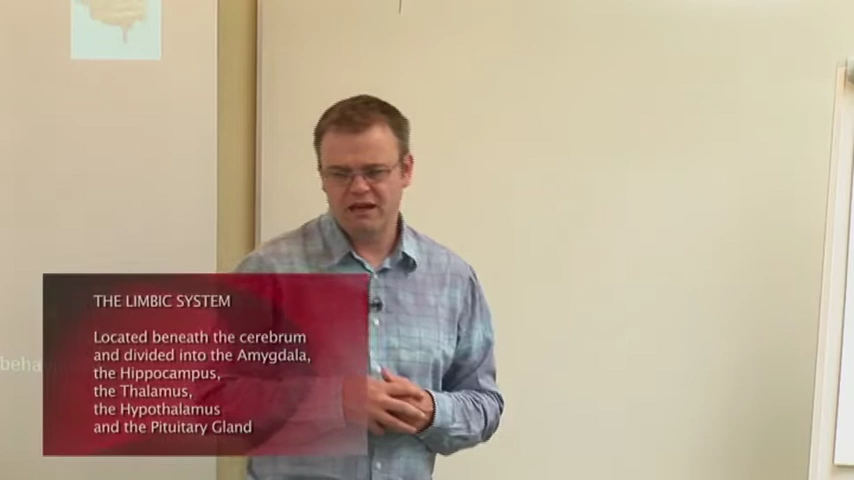 THE LIMBIC SYSTEM
Located beneath the cerebrum
and divided into the Amygdala,
the Hippocampus,
the Thalamus,
the Hypothalamus
and the Pituitary Gland